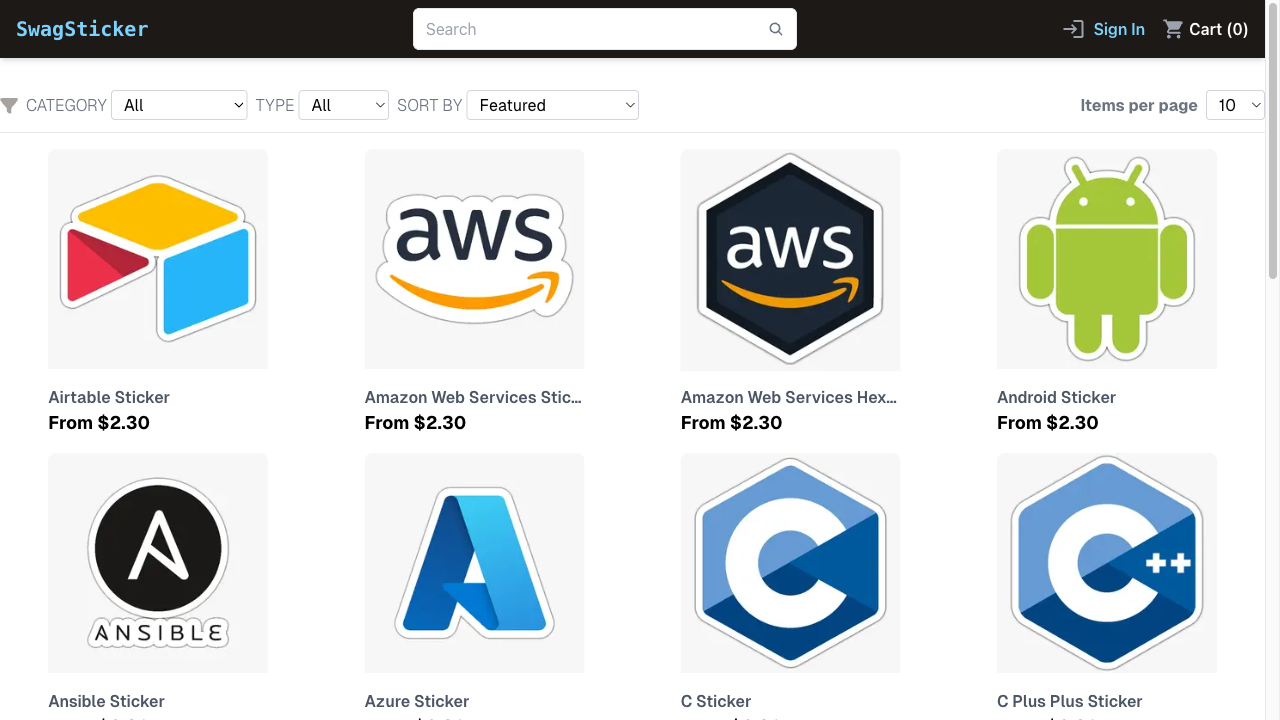 SwagSticker
Search
Sign In
Cart (0)
CATEGORY All TYPE All SORT BY Featured
Items per page 10
aws
aws
Airtable Sticker
From $2.30
Amazon Web Services Stic...
From $2.30
Amazon Web Services Hex...
From $2.30
Android Sticker
From $2.30
ANSIBLE
C
C++
Ansible Sticker
Azure Sticker
C Sticker
C Plus Plus Sticker